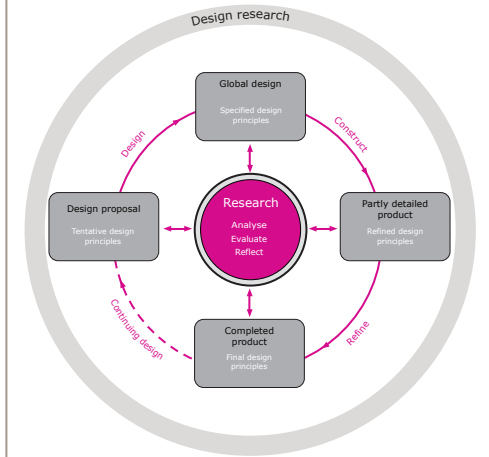 Design research
Global design
Specified design
principles
Design
Construct
Research
Analyse
Evaluate
Reflect
Design proposal
Tentative design
principles
Partly detailed
product
Refined design
principles
Continuing design
Refine
Completed
product
Final design
principles